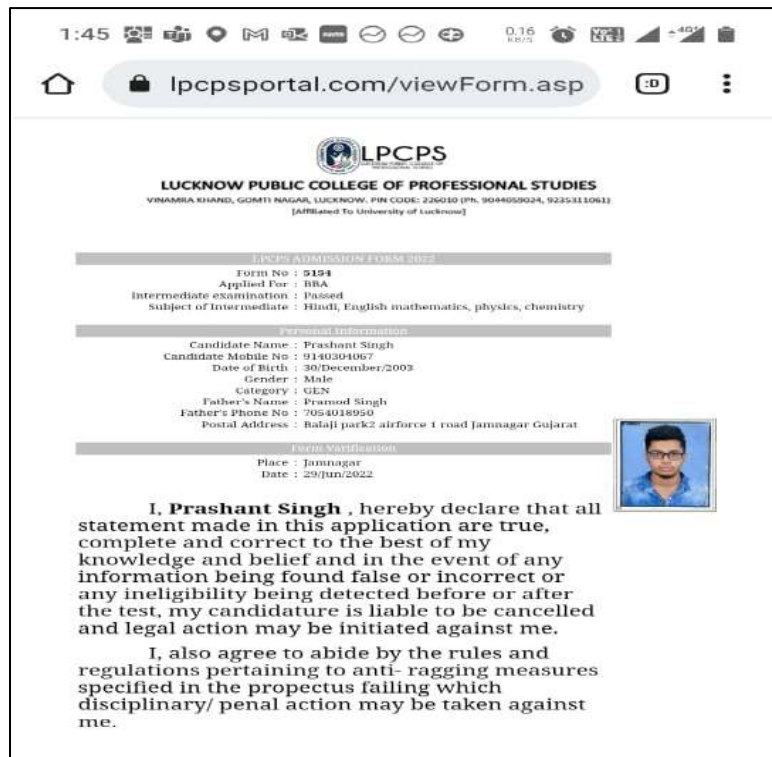 1:45
0.16
KB/S
lpcpsportal.com/viewForm.asp
:D
LPCPS
LUCKNOW PUBLIC COLLEGE OF PROFESSIONAL STUDIES
VINAMRA KHAND, GOMTI NAGAR, LUCKNOW. PIN CODE: 226010 (Ph. 9044059024, 9235311061)
[Affiliated To University of Lucknow]
LPCPS ADMISSION FORM 2022
Form No : 5154
Applied For : BBA
Intermediate examination : Passed
Subject of Intermediate : Hindi, English mathematics, physics, chemistry
Personal Information
Candidate Name : Prashant Singh
Candidate Mobile No : 9140304067
Date of Birth : 30/December/2003
Gender : Male
Category : GEN
Father's Name : Pramod Singh
Father's Phone No : 7054018950
Postal Address : Balaji park2 airforce 1 road Jamnagar Gujarat
Form Varification
Place : Jamnagar
Date : 29/Jun/2022
I, Prashant Singh , hereby declare that all
statement made in this application are true,
complete and correct to the best of my
knowledge and belief and in the event of any
information being found false or incorrect or
any ineligibility being detected before or after
the test, my candidature is liable to be cancelled
and legal action may be initiated against me.
I, also agree to abide by the rules and
regulations pertaining to anti- ragging measures
specified in the propectus failing which
disciplinary/ penal action may be taken against
me.